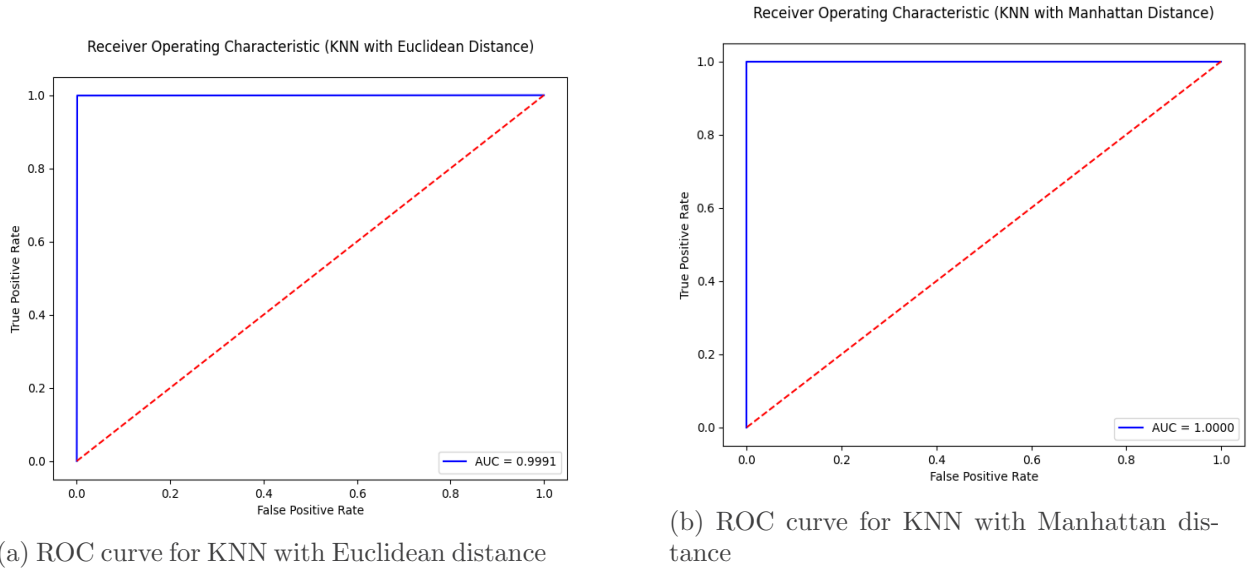 Receiver Operating Characteristic (KNN with Euclidean Distance)
1.0
0.8
0.6
0.4
0.2
0.0
True Positive Rate
0.0 0.2 0.4 0.6 0.8 1.0
False Positive Rate
AUC = 0.9991
(a) ROC curve for KNN with Euclidean distance
Receiver Operating Characteristic (KNN with Manhattan Distance)
1.0
0.8
0.6
0.4
0.2
0.0
True Positive Rate
0.0 0.2 0.4 0.6 0.8 1.0
False Positive Rate
AUC = 1.0000
(b) ROC curve for KNN with Manhattan dis-
tance